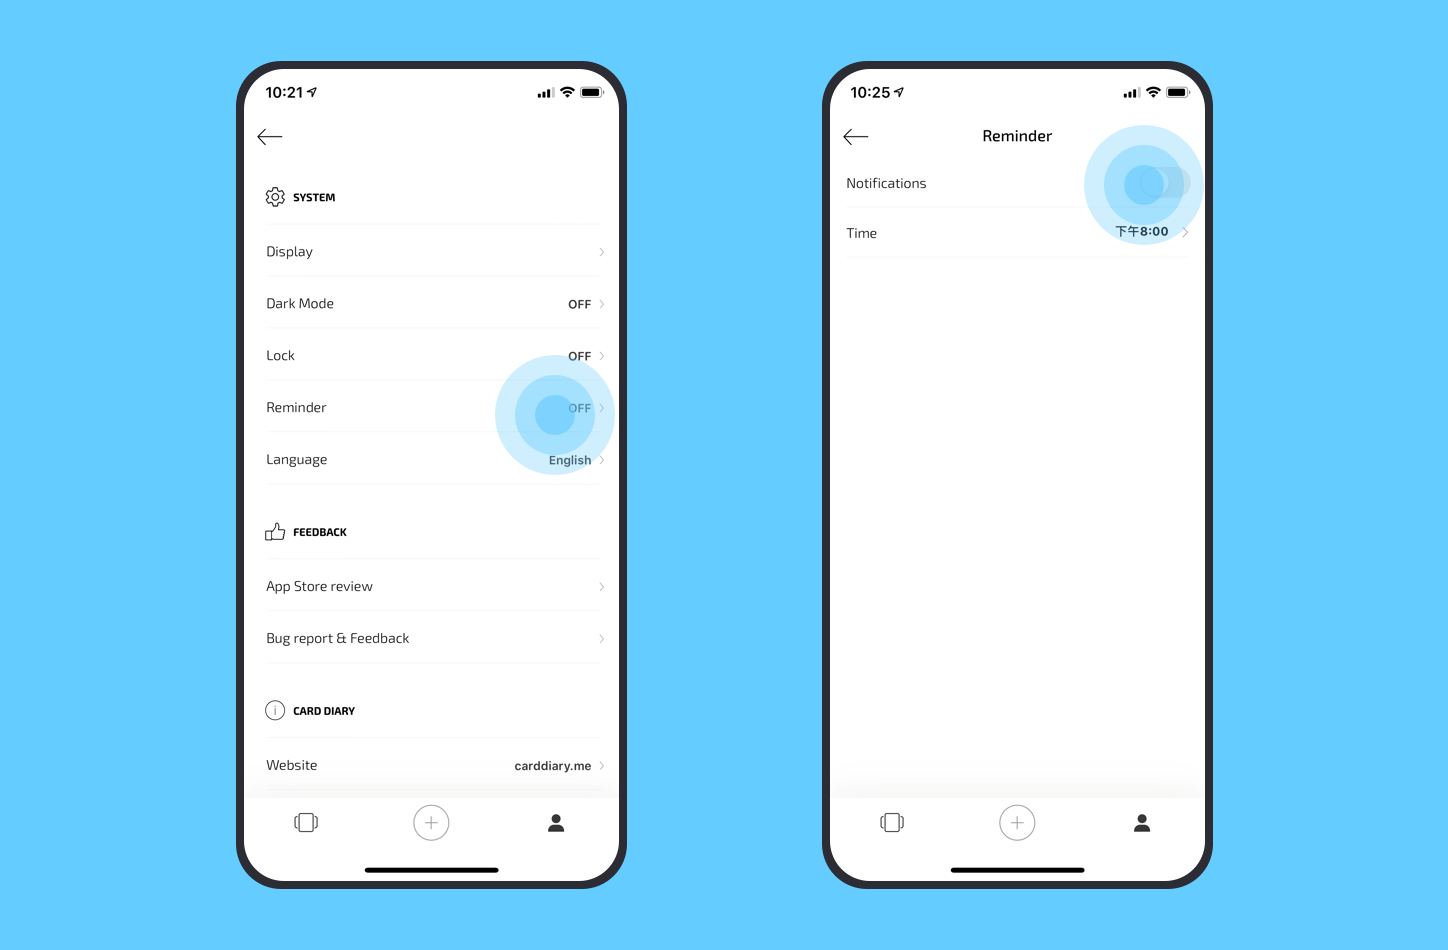 10:21
SYSTEM
Display
Dark Mode OFF
Lock OFF
Reminder OFF
Language English
FEEDBACK
App Store review
Bug report & Feedback
CARD DIARY
Website carddiary.me
10:25
Reminder
Notifications
Time 下午8:00